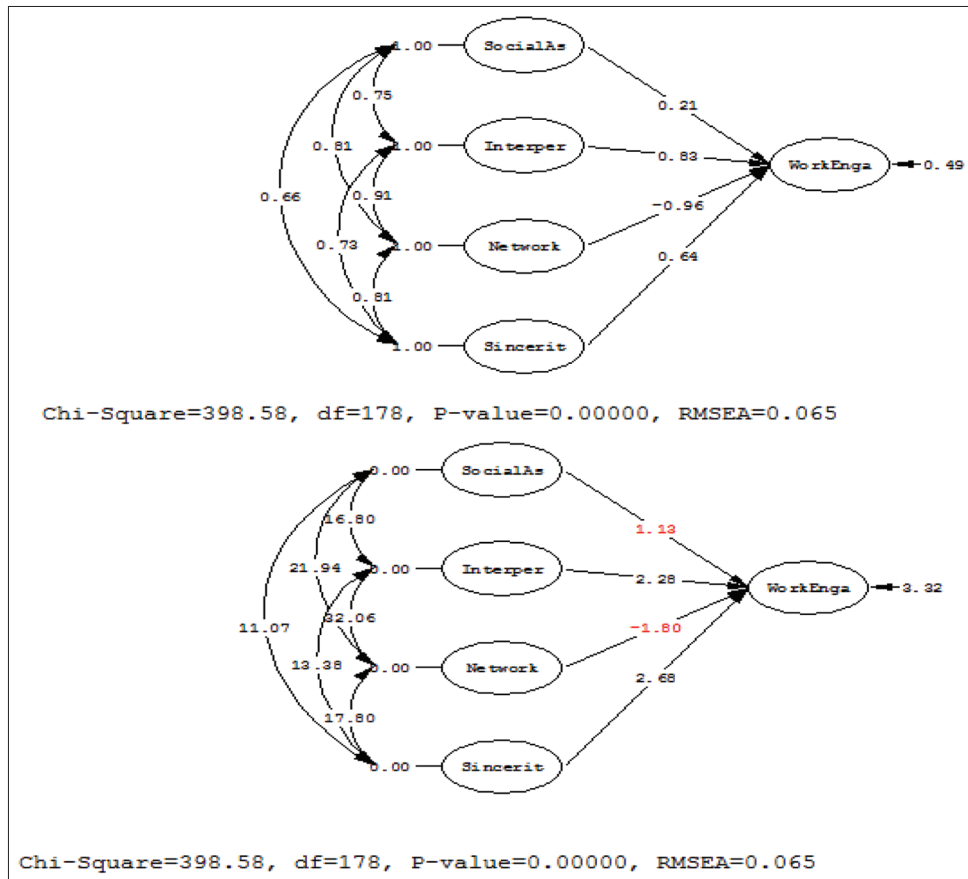 1.00 SocialAs
0.75 0.21
0.81 1.00 Interper 0.83 WorkEnga 0.49
0.66 0.91 -0.96
0.73 1.00 Network 0.64
0.81
1.00 Sincerit
Chi-Square=398.58, df=178, P-value=0.00000, RMSEA=0.065
0.00 SocialAs
16.80 1.13
21.94 0.00 Interper 2.28 WorkEnga 3.32
11.07 32.06 -1.80
13.38 0.00 Network 2.68
17.80
0.00 Sincerit
Chi-Square=398.58, df=178, P-value=0.00000, RMSEA=0.065